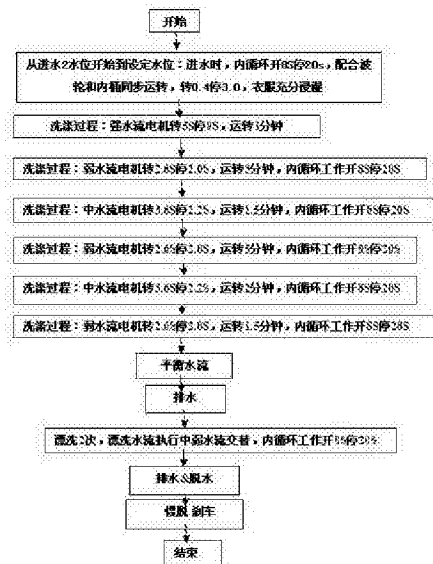 开始
从进水2水位开始到设定水位：进水时，内循环开8S停20s，配合波
轮和内桶同步运转，转0.4停3.0，衣服充分浸湿
洗涤过程：强水流电机转5S停9S，运转1分钟
洗涤过程：弱水流电机转2.6S停2.0S，运转3分钟，内循环工作开8S停20S
洗涤过程：中水流电机转3.6S停2.2S，运转1.5分钟，内循环工作开8S停20S
洗涤过程：弱水流电机转2.6S停2.0S，运转3分钟，内循环工作开8S停20S
洗涤过程：中水流电机转3.6S停2.2S，运转2分钟，内循环工作开8S停20S
洗涤过程：弱水流电机转2.6S停2.0S，运转1.5分钟，内循环工作开8S停20S
平衡水流
排水
漂洗2次，漂洗水流执行中弱水流交替，内循环工作开8S停20S
排水&脱水
慢脱 刹车
结束